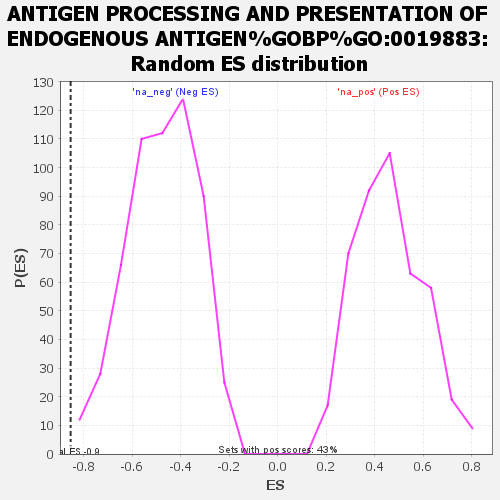 ANTIGEN PROCESSING AND PRESENTATION OF
ENDOGENOUS ANTIGEN%GOBP%GO:0019883:
Random ES distribution
'na_neg' (Neg ES)
'na_pos' (Pos ES)
130
120
110
100
90
80
70
60
50
40
30
20
10
0
P(ES)
al ES -0.9
Sets with pos scores: 43%
-0.8 -0.6 -0.4 -0.2 0.0 0.2 0.4 0.6 0.8
ES